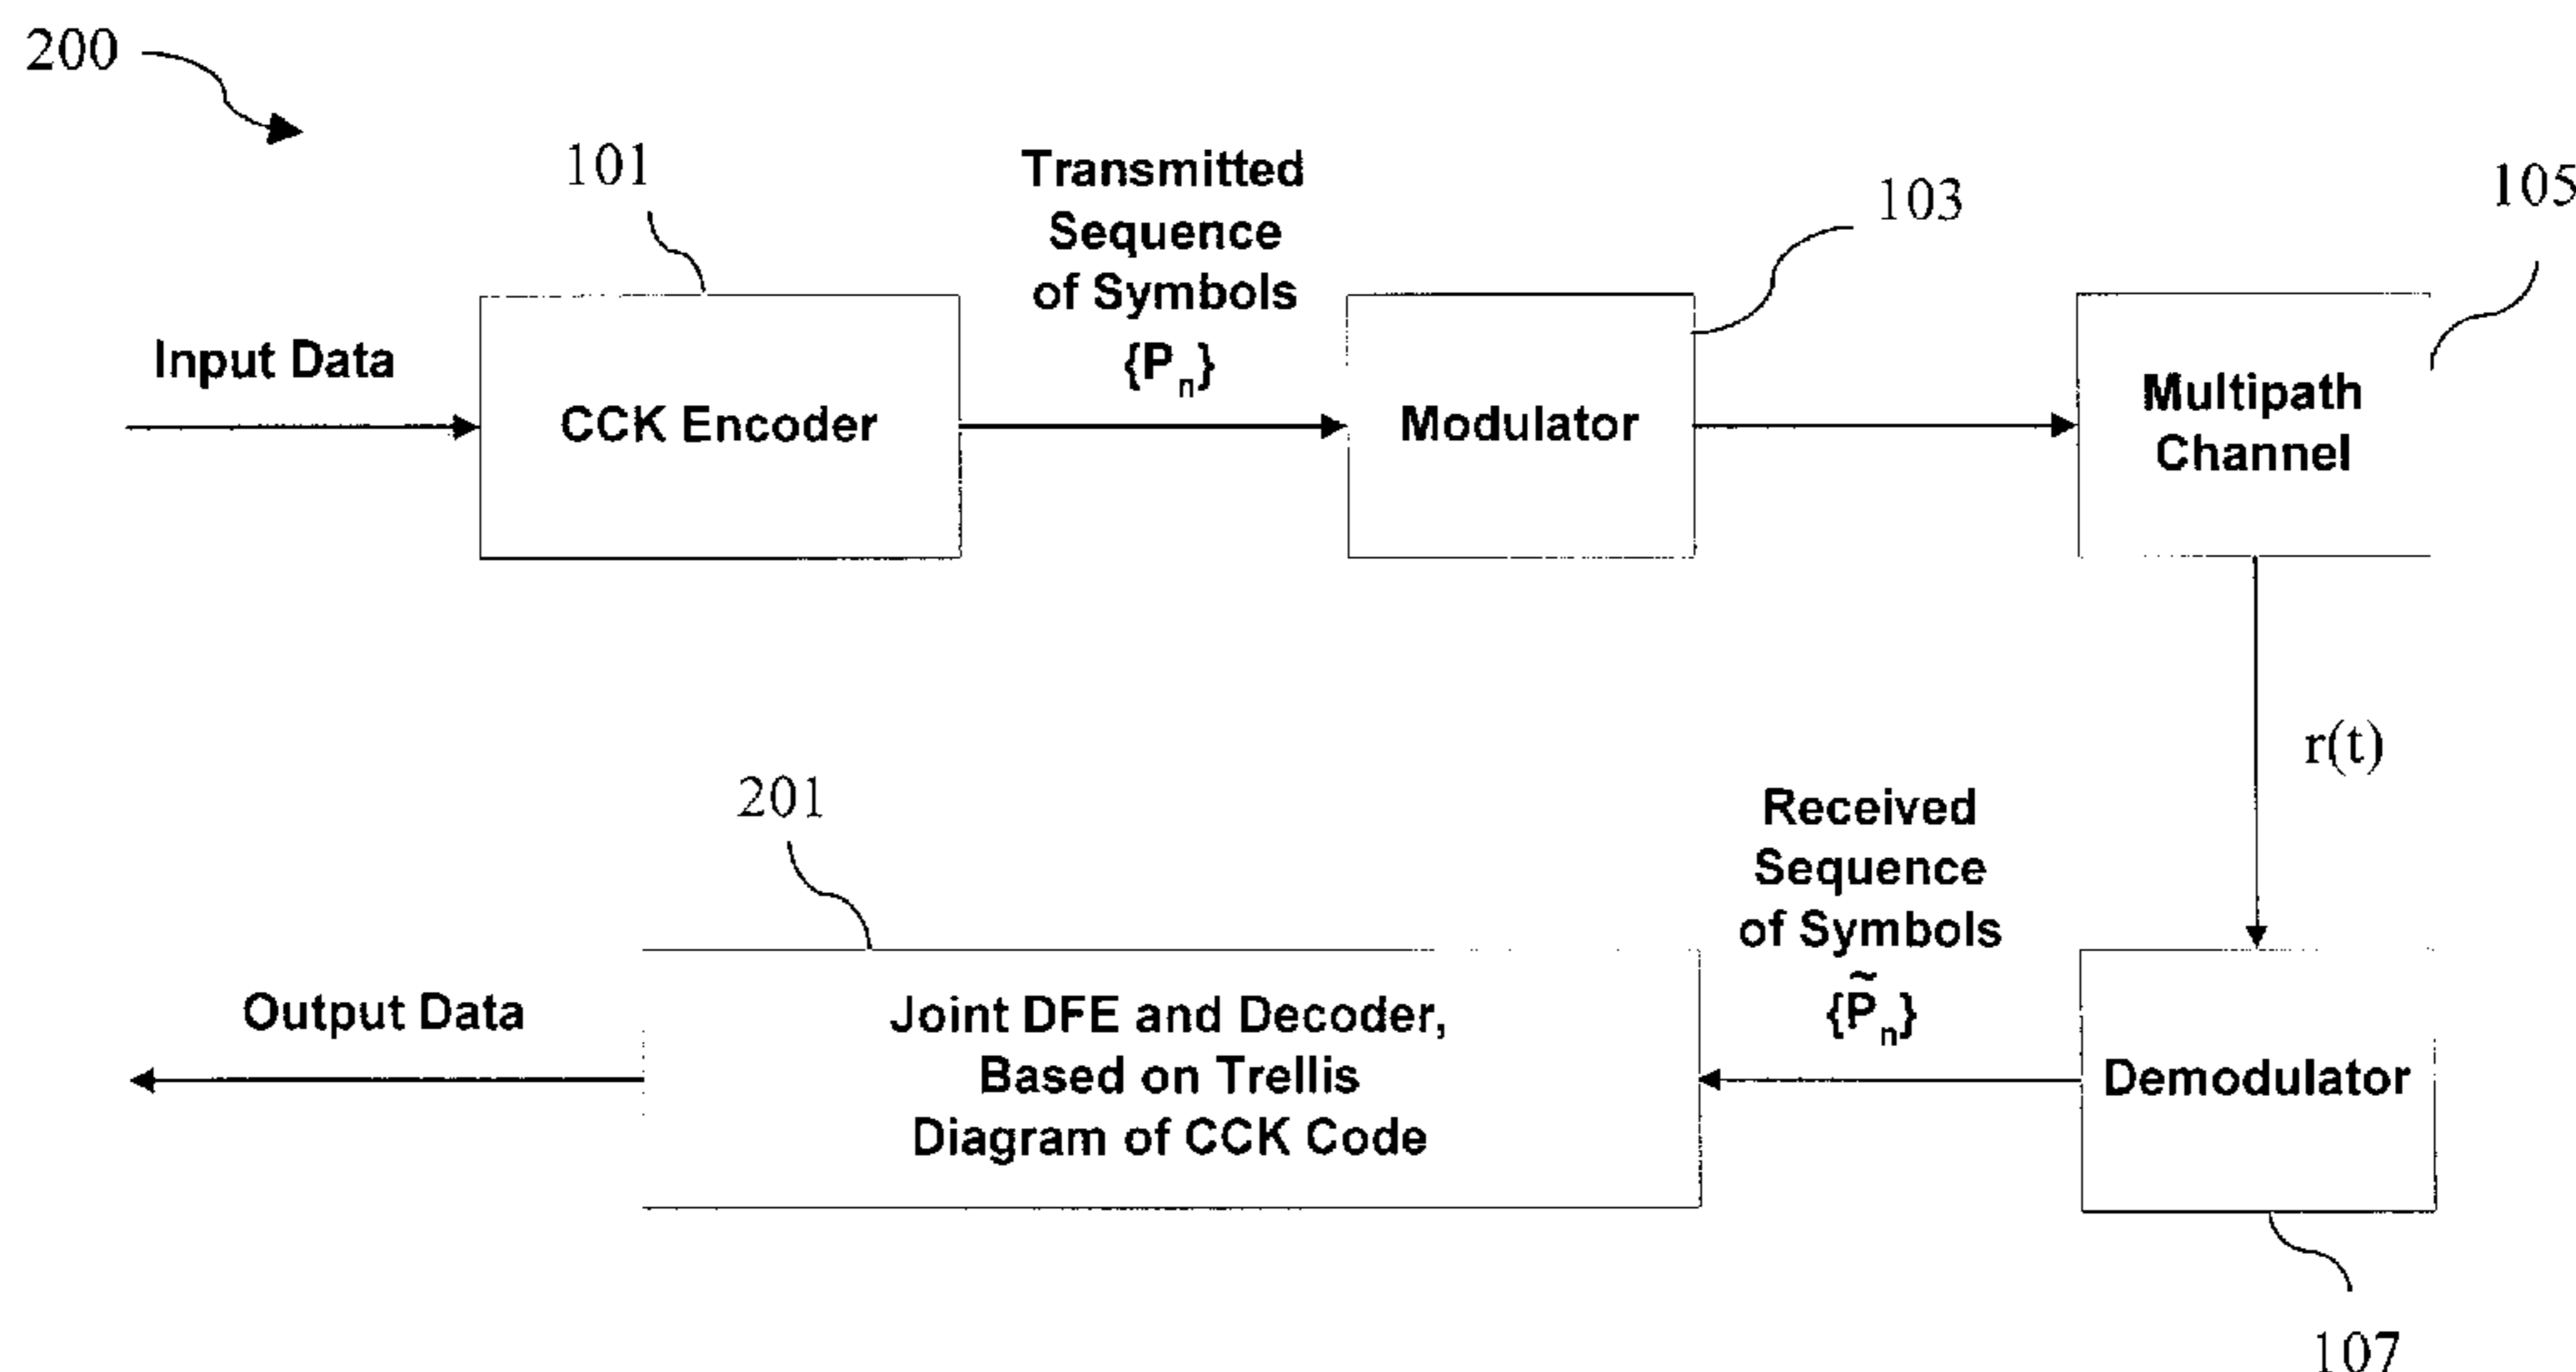 200
101
Transmitted
Sequence
of Symbols
{Pₙ}
103
105
Input Data
CCK Encoder
Modulator
Multipath
Channel
r(t)
201
Received
Sequence
of Symbols
{P̃ₙ}
Output Data
Joint DFE and Decoder,
Based on Trellis
Diagram of CCK Code
Demodulator
107